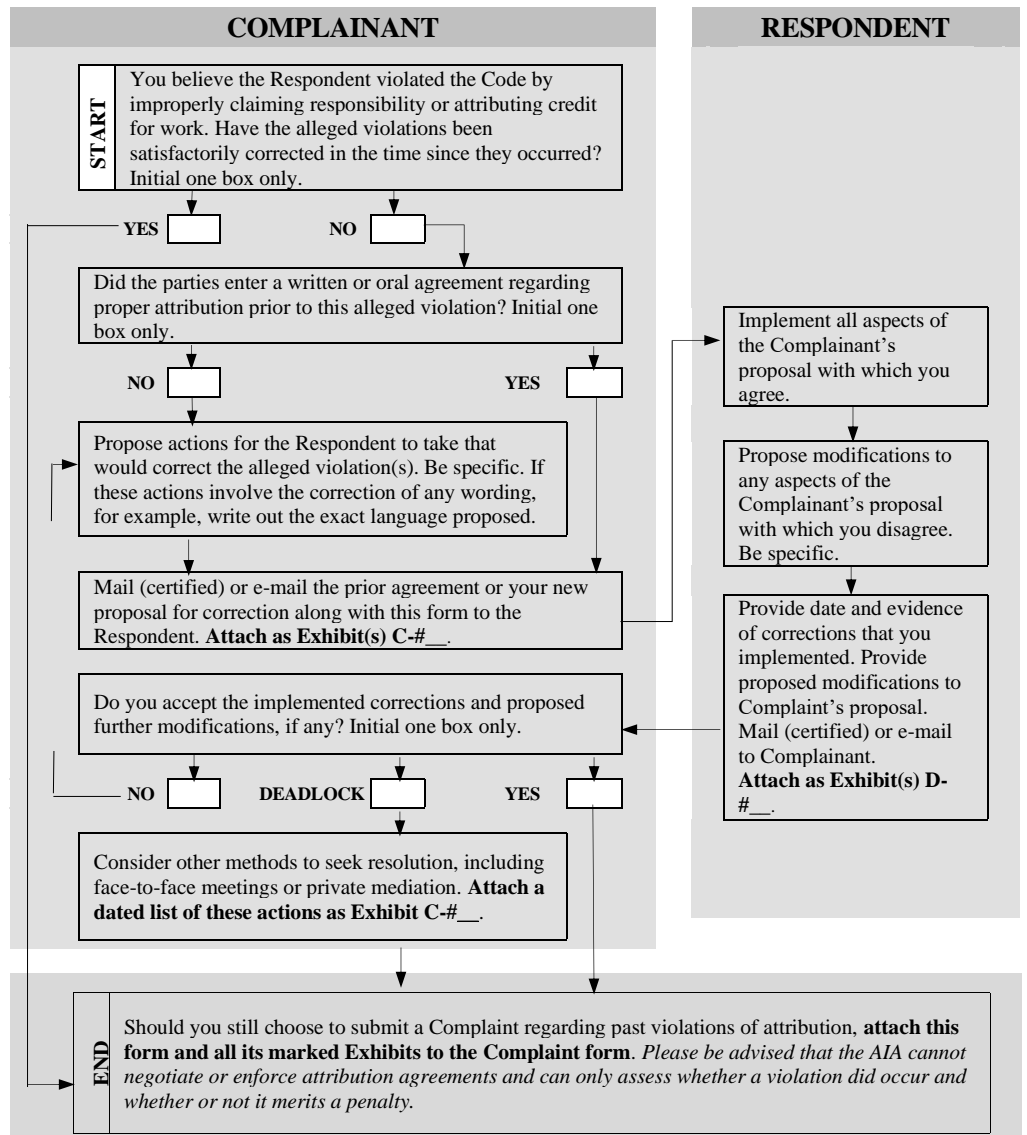 COMPLAINANT
START
You believe the Respondent violated the Code by
improperly claiming responsibility or attributing credit
for work. Have the alleged violations been
satisfactorily corrected in the time since they occurred?
Initial one box only.
YES
NO
Did the parties enter a written or oral agreement regarding
proper attribution prior to this alleged violation? Initial one
box only.
NO
YES
Propose actions for the Respondent to take that
would correct the alleged violation(s). Be specific. If
these actions involve the correction of any wording,
for example, write out the exact language proposed.
Mail (certified) or e-mail the prior agreement or your new
proposal for correction along with this form to the
Respondent. Attach as Exhibit(s) C-#__.
RESPONDENT
Implement all aspects of
the Complainant's
proposal with which you
agree.
Propose modifications to
any aspects of the
Complainant's proposal
with which you disagree.
Be specific.
Provide date and evidence
of corrections that you
implemented. Provide
proposed modifications to
Complaint's proposal.
Mail (certified) or e-mail
to Complainant.
Attach as Exhibit(s) D-
#__.
Do you accept the implemented corrections and proposed
further modifications, if any? Initial one box only.
NO
DEADLOCK
YES
Consider other methods to seek resolution, including
face-to-face meetings or private mediation. Attach a
dated list of these actions as Exhibit C-#__.
END
Should you still choose to submit a Complaint regarding past violations of attribution, attach this
form and all its marked Exhibits to the Complaint form. Please be advised that the AIA cannot
negotiate or enforce attribution agreements and can only assess whether a violation did occur and
whether or not it merits a penalty.